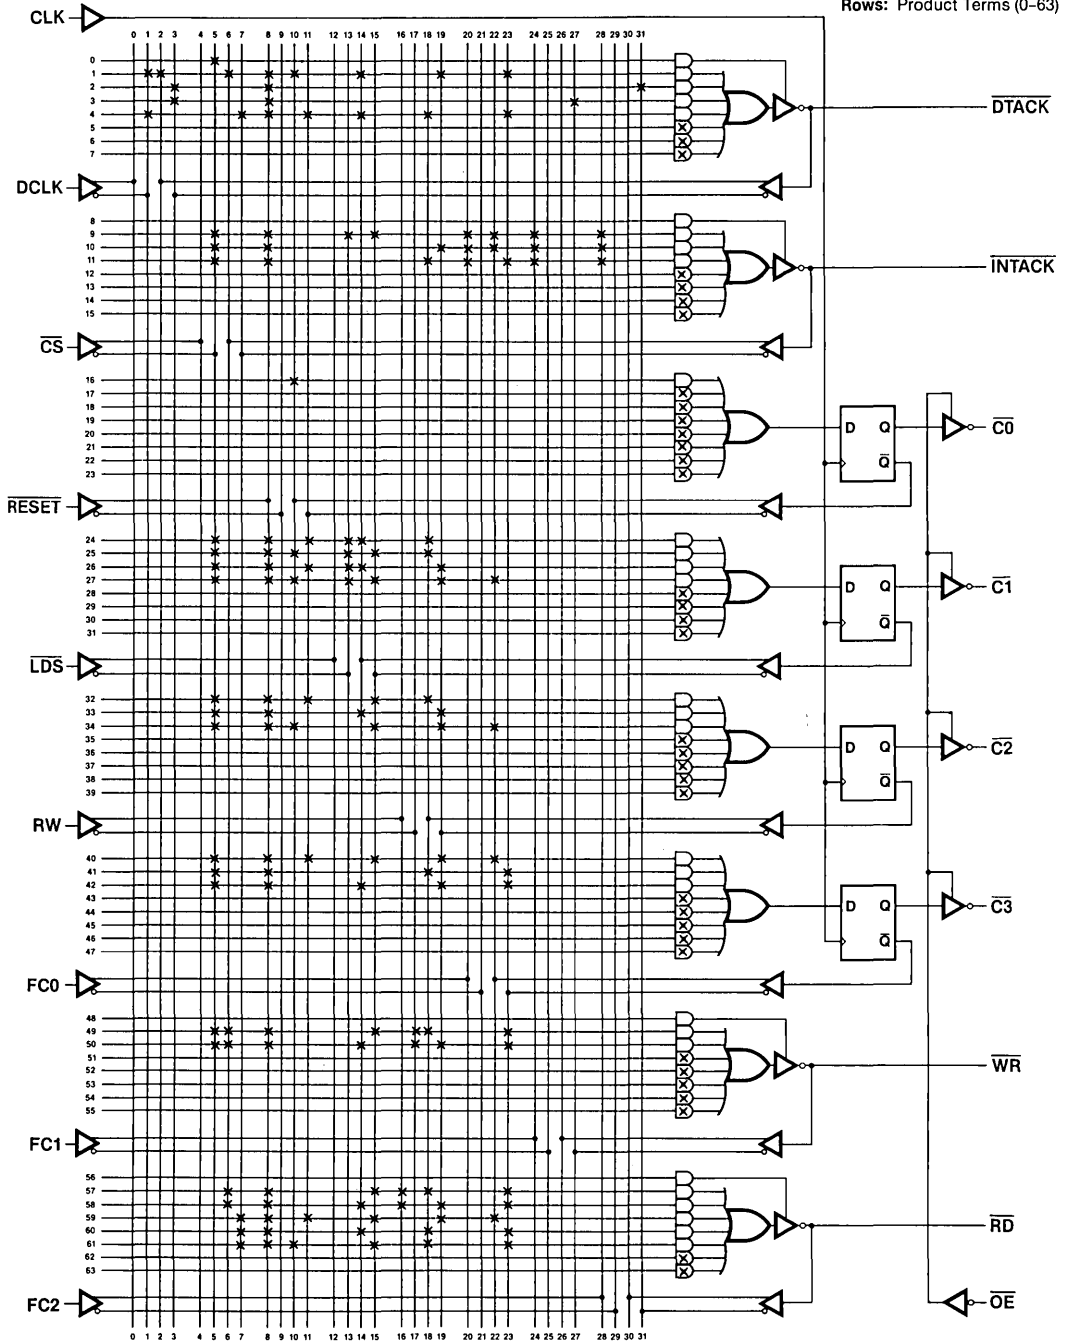 Rows: Product Terms (0–63)
CLK
0 1 2 3 4 5 6 7 8 9 10 11 12 13 14 15 16 17 18 19 20 21 22 23 24 25 26 27 28 29 30 31
0
1
2
3
4
5
6
7
DTACK
DCLK
8
9
10
11
12
13
14
15
INTACK
CS
16
17
18
19
20
21
22
23
D Q
Q
C0
RESET
24
25
26
27
28
29
30
31
D Q
Q
C1
LDS
32
33
34
35
36
37
38
39
D Q
Q
C2
RW
40
41
42
43
44
45
46
47
D Q
Q
C3
FC0
48
49
50
51
52
53
54
55
WR
FC1
56
57
58
59
60
61
62
63
RD
FC2
OE
0 1 2 3 4 5 6 7 8 9 10 11 12 13 14 15 16 17 18 19 20 21 22 23 24 25 26 27 28 29 30 31